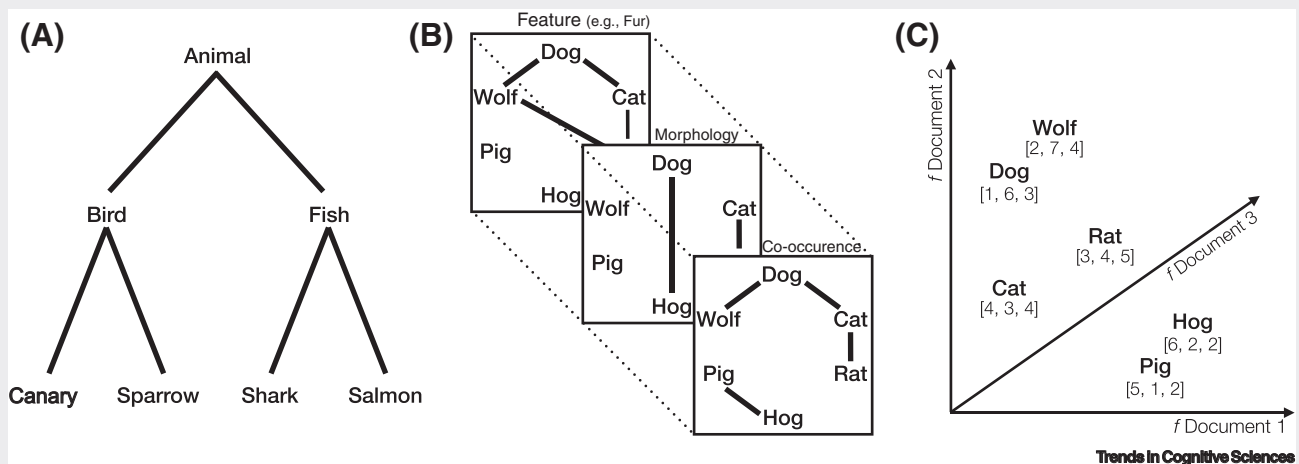 (A)
Animal
Bird
Fish
Canary
Sparrow
Shark
Salmon
(B)
Feature (e.g., Fur)
Dog
Wolf
Cat
Pig
Hog
Morphology
Dog
Wolf
Cat
Pig
Hog
Co-occurence
Dog
Wolf
Cat
Pig
Rat
Hog
(C)
f Document 2
Wolf
[2, 7, 4]
Dog
[1, 6, 3]
Rat
[3, 4, 5]
f Document 3
Cat
[4, 3, 4]
Hog
[6, 2, 2]
Pig
[5, 1, 2]
f Document 1
Trends in Cognitive Sciences